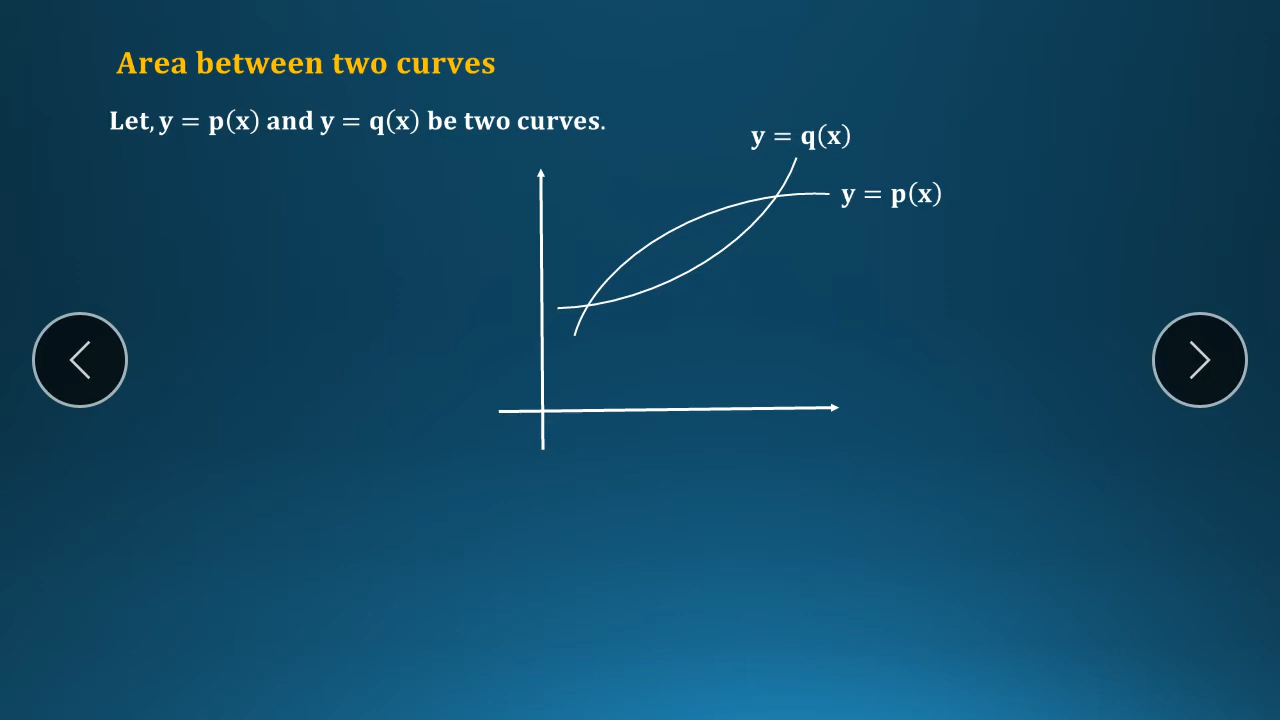 Area between two curves
Let, y = p(x) and y = q(x) be two curves.
y = q(x)
y = p(x)